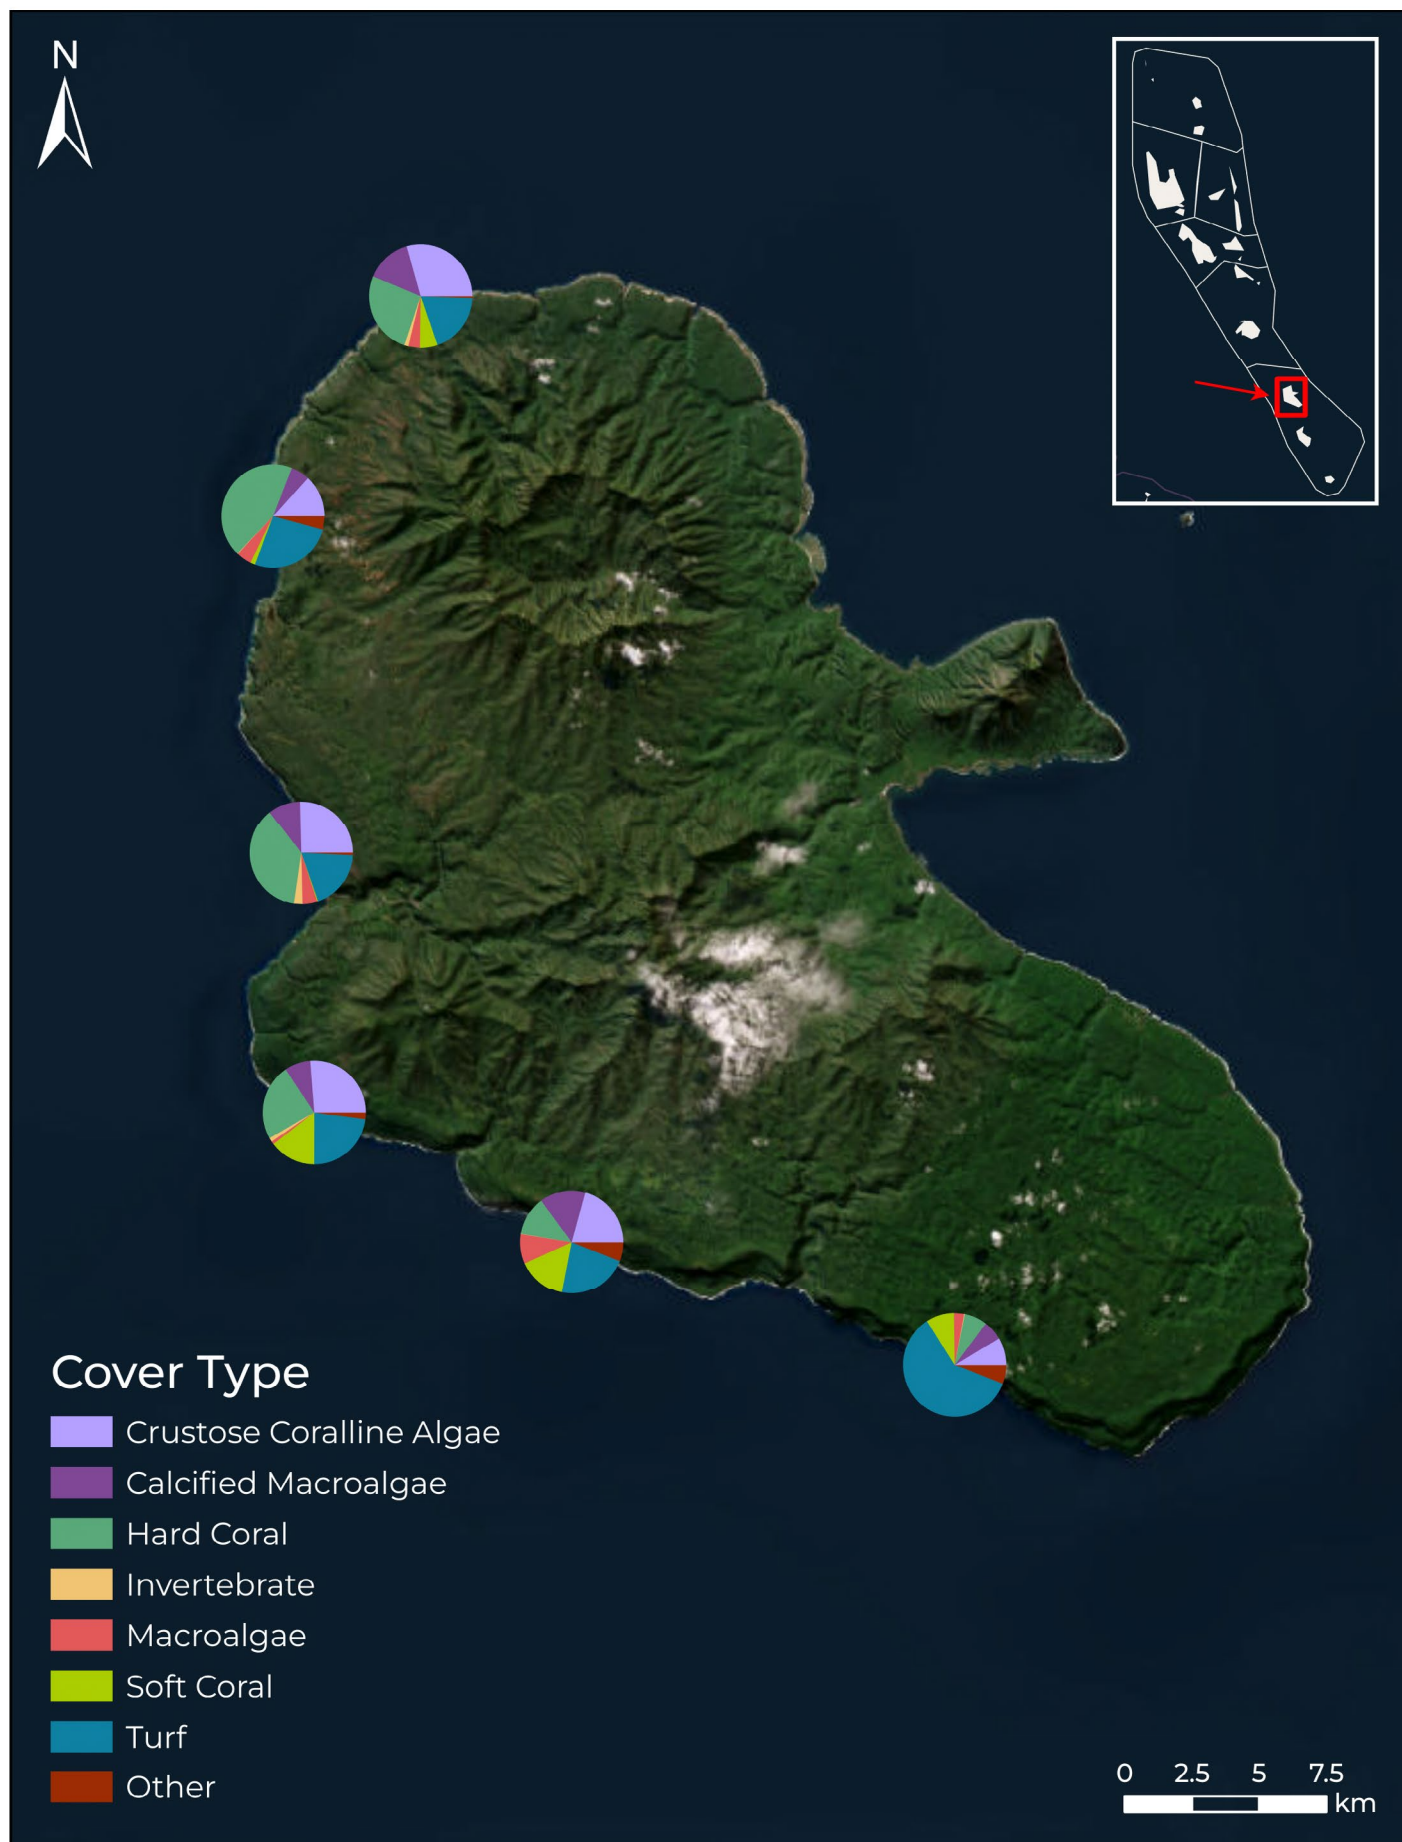 N
Cover Type
Crustose Coralline Algae
Calcified Macroalgae
Hard Coral
Invertebrate
Macroalgae
Soft Coral
Turf
Other
0 2.5 5 7.5
km